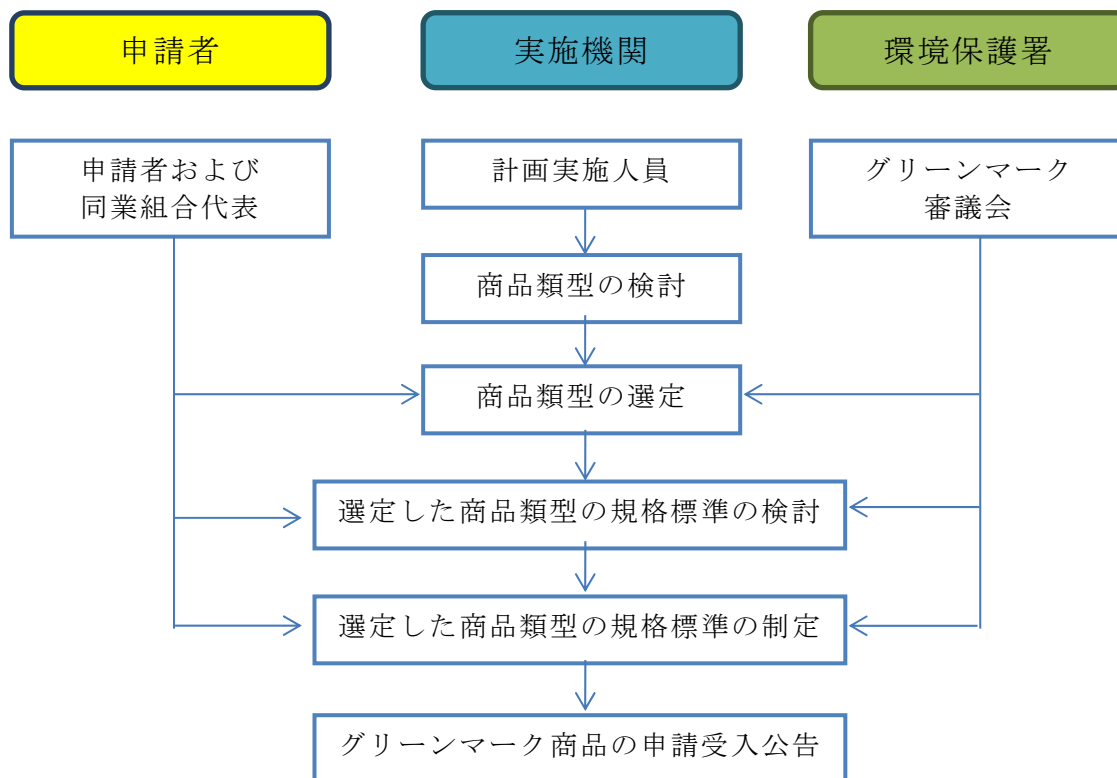 申請者
実施機関
環境保護署
申請者および
同業組合代表
計画実施人員
グリーンマーク
審議会
商品類型の検討
商品類型の選定
選定した商品類型の規格標準の検討
選定した商品類型の規格標準の制定
グリーンマーク商品の申請受入公告